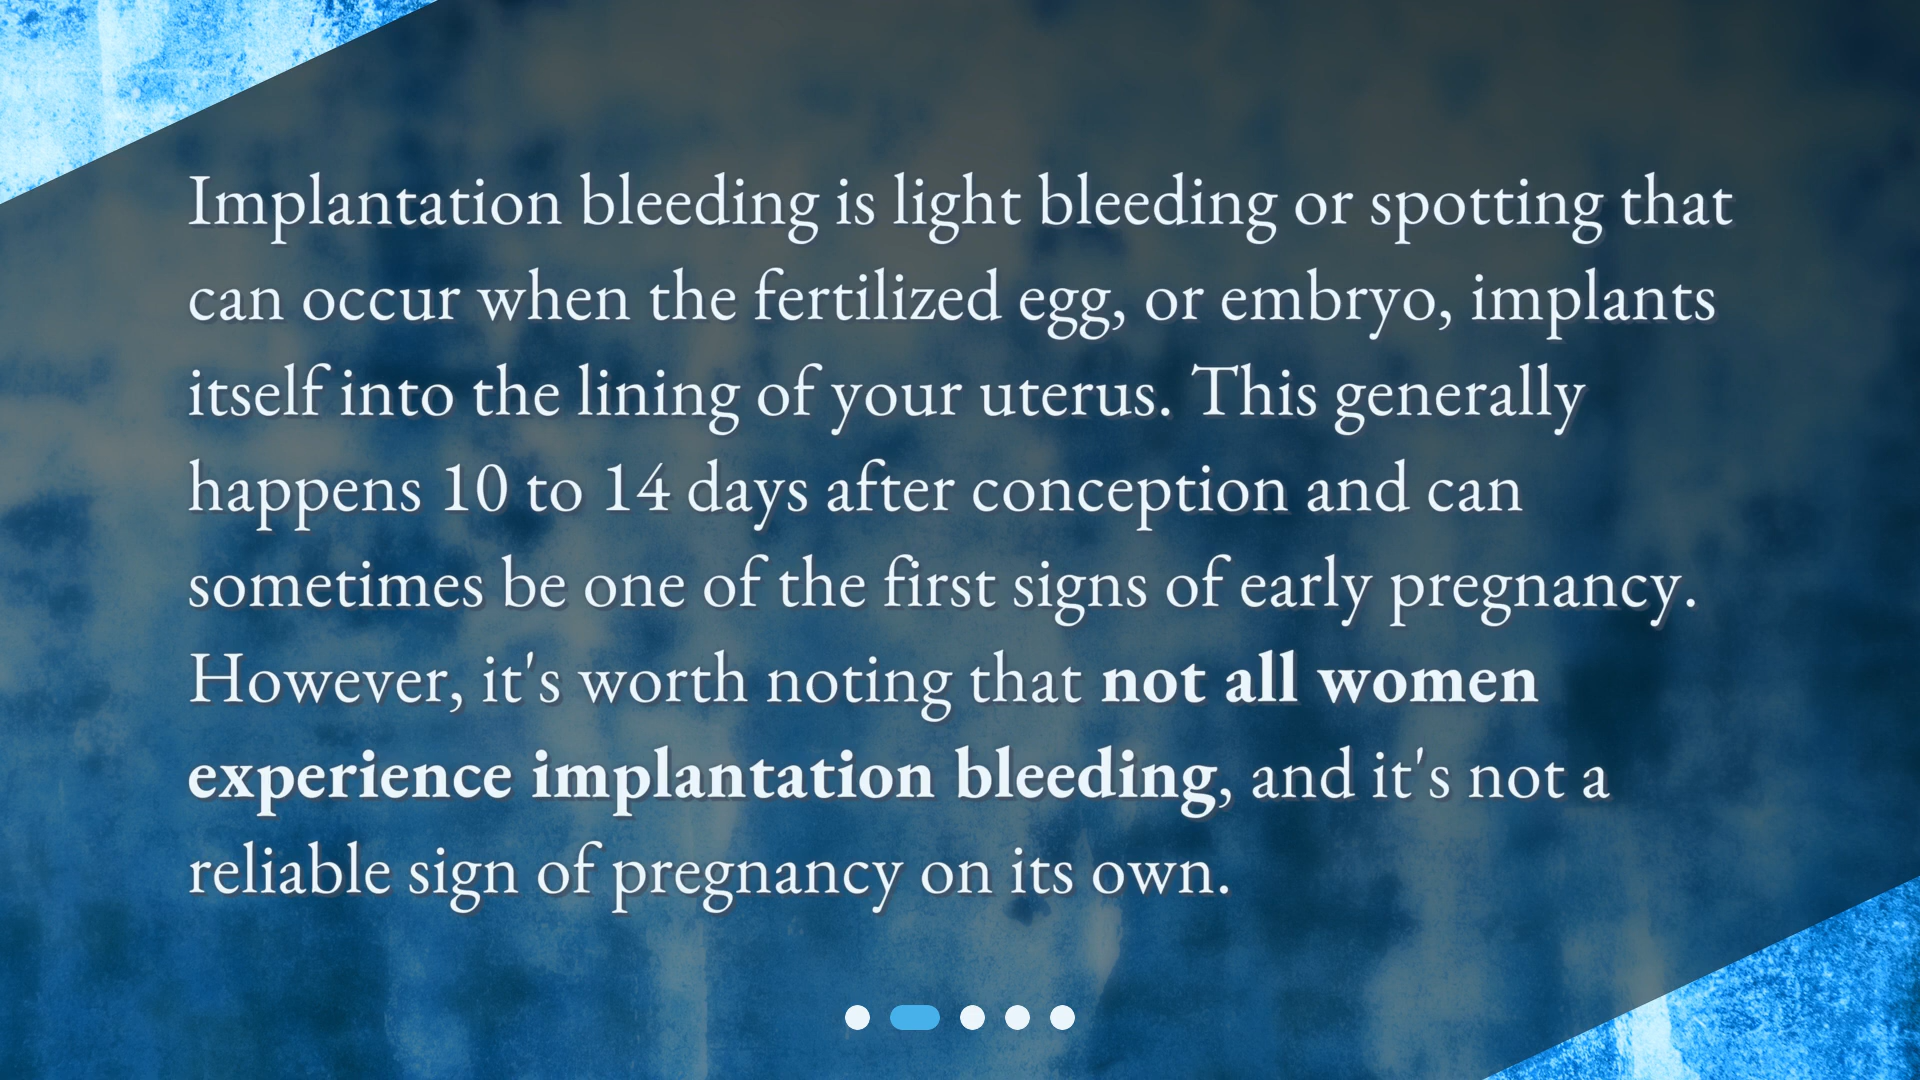 Implantation bleeding is light bleeding or spotting that
can occur when the fertilized egg, or embryo, implants
itself into the lining of your uterus. This generally
happens 10 to 14 days after conception and can
sometimes be one of the first signs of early pregnancy.
However, it's worth noting that not all women
experience implantation bleeding, and it's not a
reliable sign of pregnancy on its own.